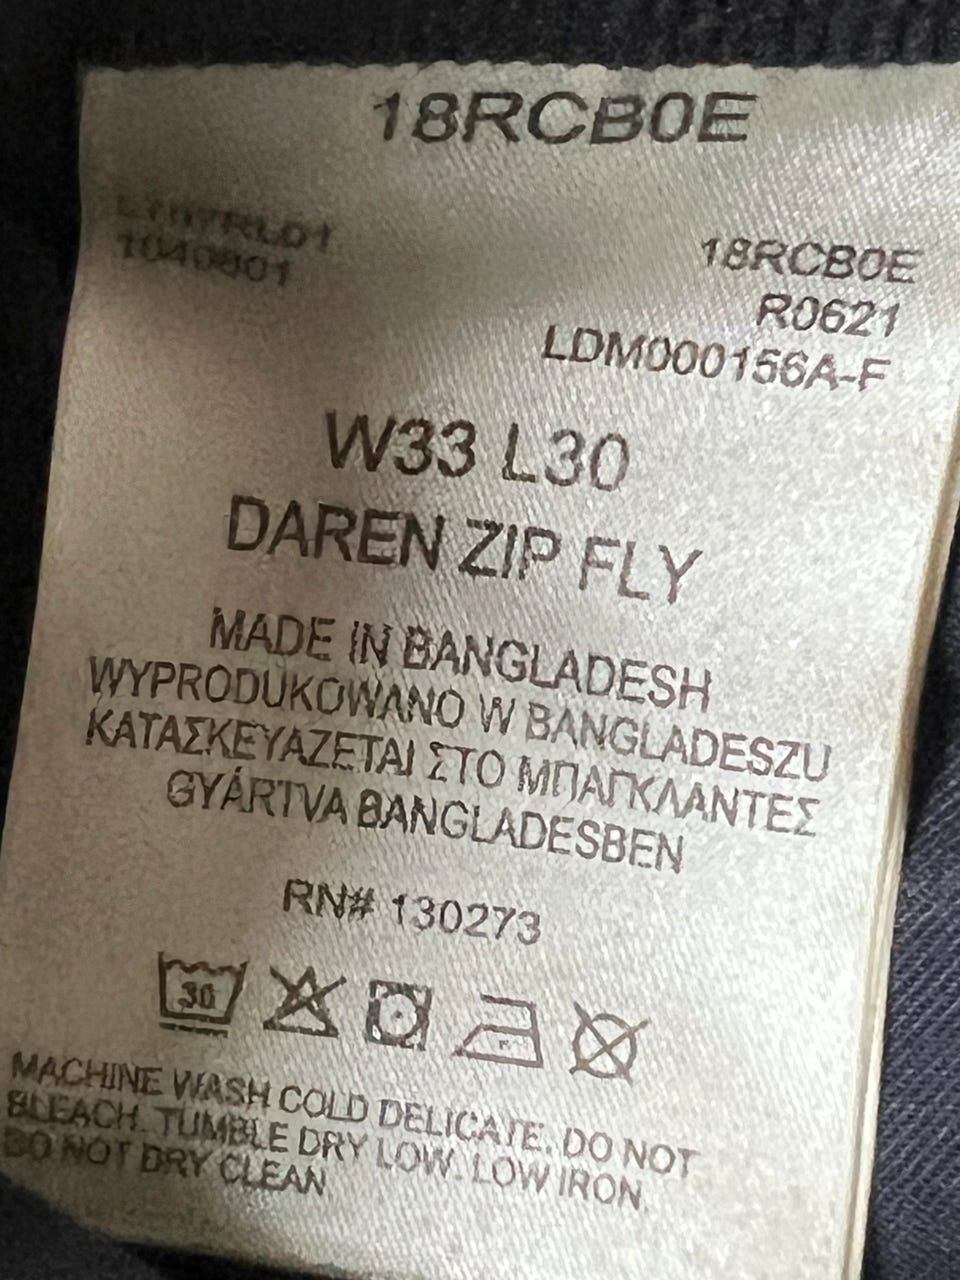 18RCB0E
1040801
18RCB0E
R0621
LDM000156A-F
W33 L30
DAREN ZIP FLY
MADE IN BANGLADESH
WYPRODUKOWANO W BANGLADESZU
ΚΑΤΑΣΚΕΥΑΖΕΤΑΙ ΣΤΟ ΜΠΑΓΚΛΑΝΤΕΣ
GYÁRTVA BANGLADESBEN
RN# 130273
30
MACHINE WASH COLD DELICATE. DO NOT
BLEACH. TUMBLE DRY LOW. LOW IRON.
DO NOT DRY CLEAN